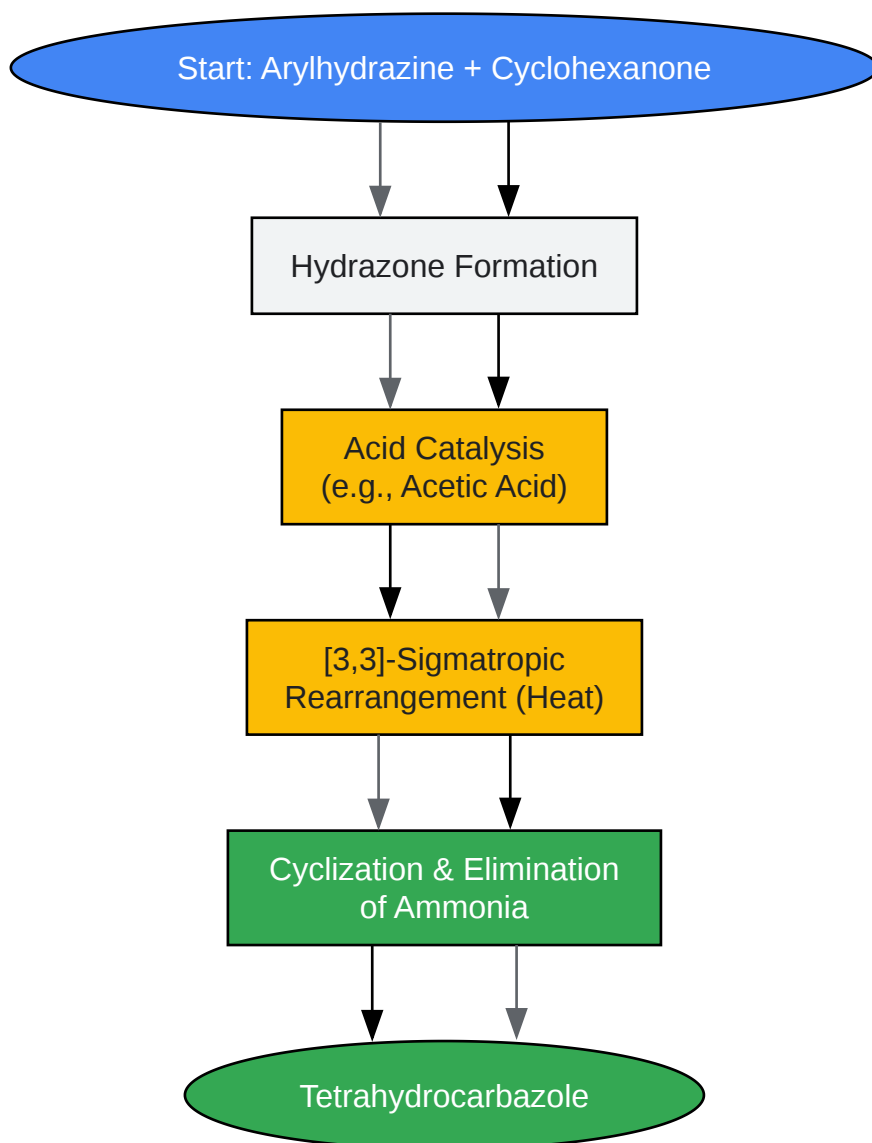 Start: Arylhydrazine + Cyclohexanone
Hydrazone Formation
Acid Catalysis
(e.g., Acetic Acid)
[3,3]-Sigmatropic
Rearrangement (Heat)
Cyclization & Elimination
of Ammonia
Tetrahydrocarbazole